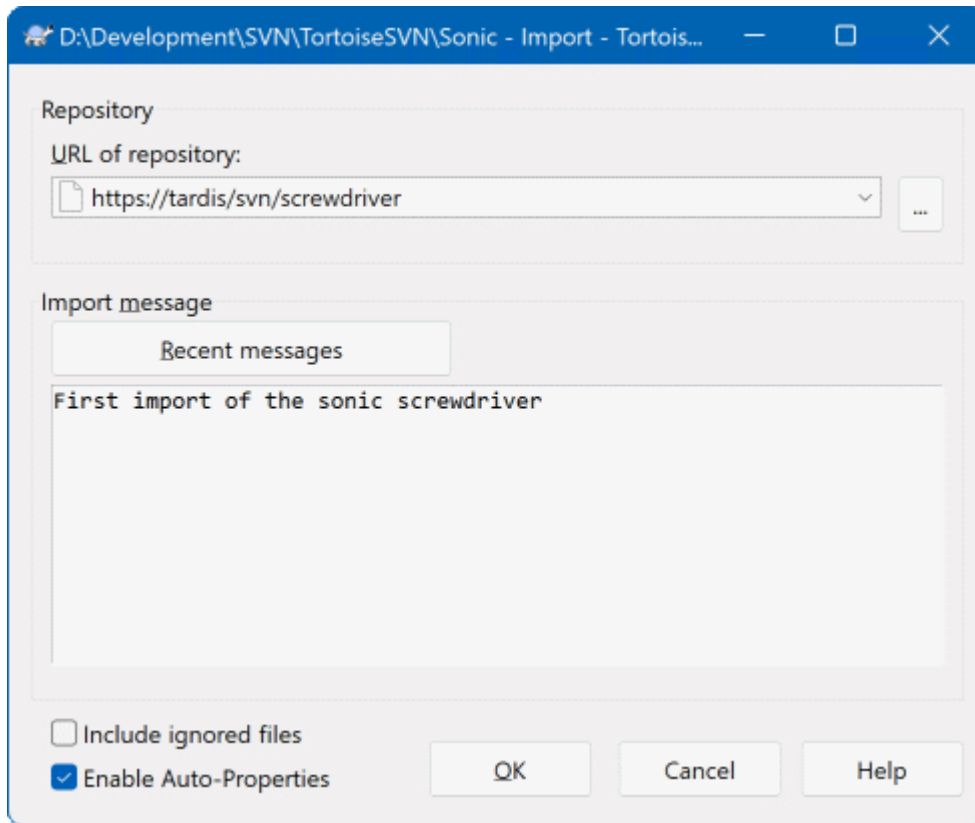 D:\Development\SVN\TortoiseSVN\Sonic - Import - Tortois...
Repository
URL of repository:
https://tardis/svn/screwdriver
...
Import message
Recent messages
First import of the sonic screwdriver
Include ignored files
Enable Auto-Properties
OK
Cancel
Help